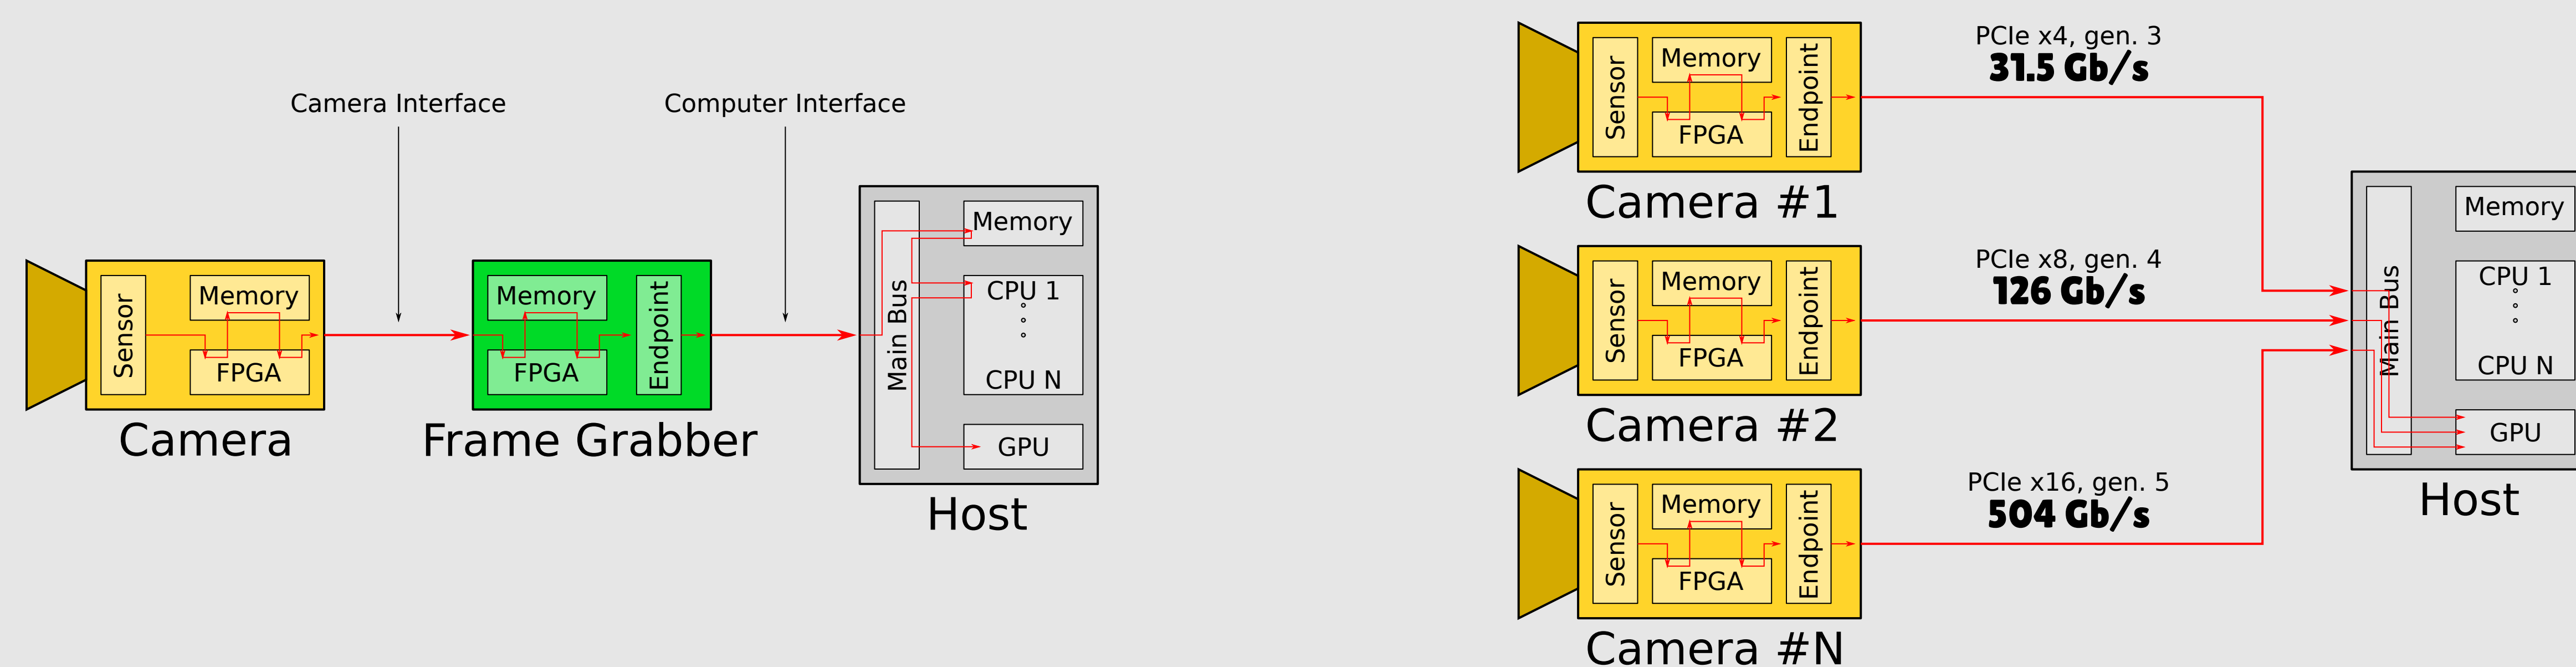 Camera Interface
Computer Interface
Sensor
Memory
FPGA
Camera
Memory
FPGA
Endpoint
Frame Grabber
Main Bus
Memory
CPU 1
CPU N
GPU
Host
Sensor
Memory
FPGA
Endpoint
Camera #1
PCIe x4, gen. 3
31.5 Gb/s
Sensor
Memory
FPGA
Endpoint
Camera #2
PCIe x8, gen. 4
126 Gb/s
Sensor
Memory
FPGA
Endpoint
Camera #N
PCIe x16, gen. 5
504 Gb/s
Main Bus
Memory
CPU 1
CPU N
GPU
Host